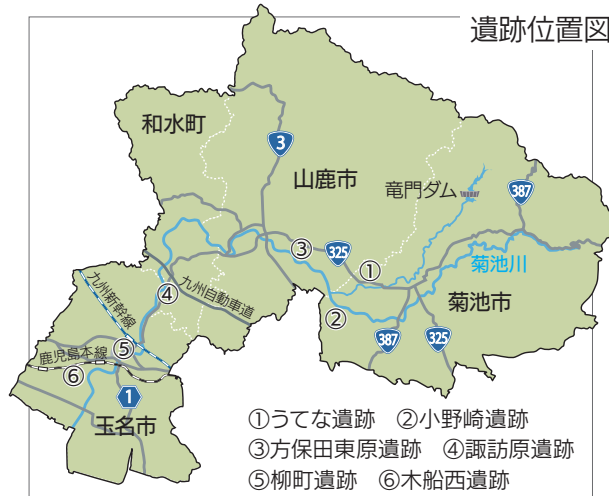 遺跡位置図
和水町
3
山鹿市
竜門ダム
387
325
③
①
菊池川
九州新幹線
④
九州自動車道
②
菊池市
鹿児島本線
⑤
⑥
387
325
1
玉名市
①うてな遺跡 ②小野崎遺跡
③方保田東原遺跡 ④諏訪原遺跡
⑤柳町遺跡 ⑥木船西遺跡